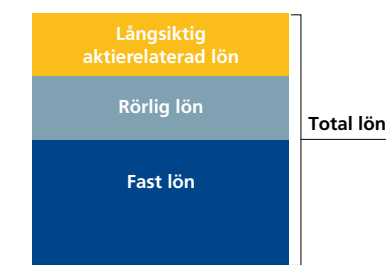 Långsiktig
aktierelaterad lön
Rörlig lön
Total lön
Fast lön